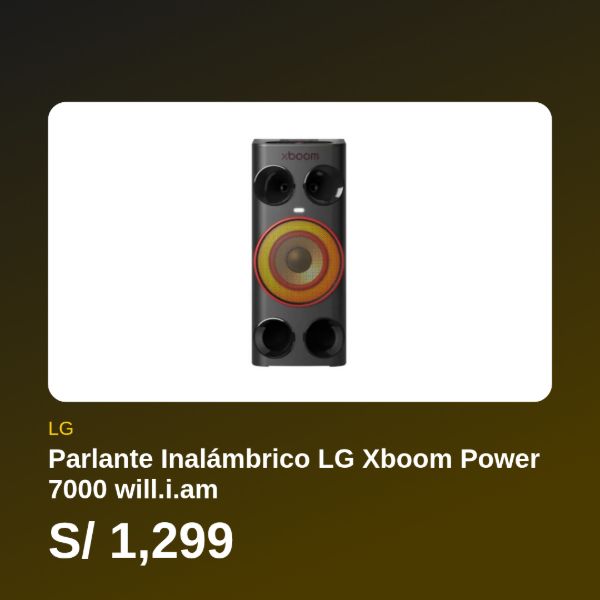 xboom
LG
Parlante Inalámbrico LG Xboom Power
7000 will.i.am
S/ 1,299